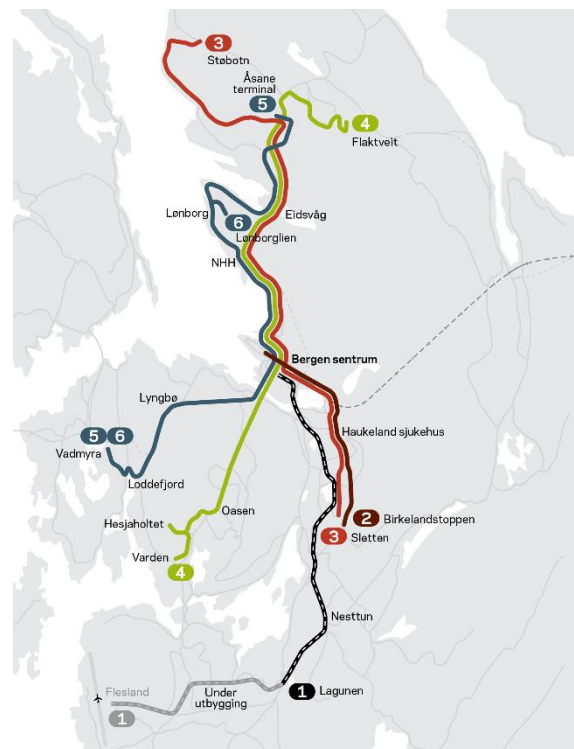 3
Støbotn
Åsane
terminal
5
4
Flaktveit
Lønborg
6
Lønborglien
Eidsvåg
NHH
Bergen sentrum
Lyngbø
5 6
Vadmyra
Loddefjord
Haukeland sjukehus
Oasen
Hesjaholtet
2 Birkelandstoppen
3 Sletten
Varden
4
Nesttun
1 Lagunen
Flesland
1
Under
utbygging